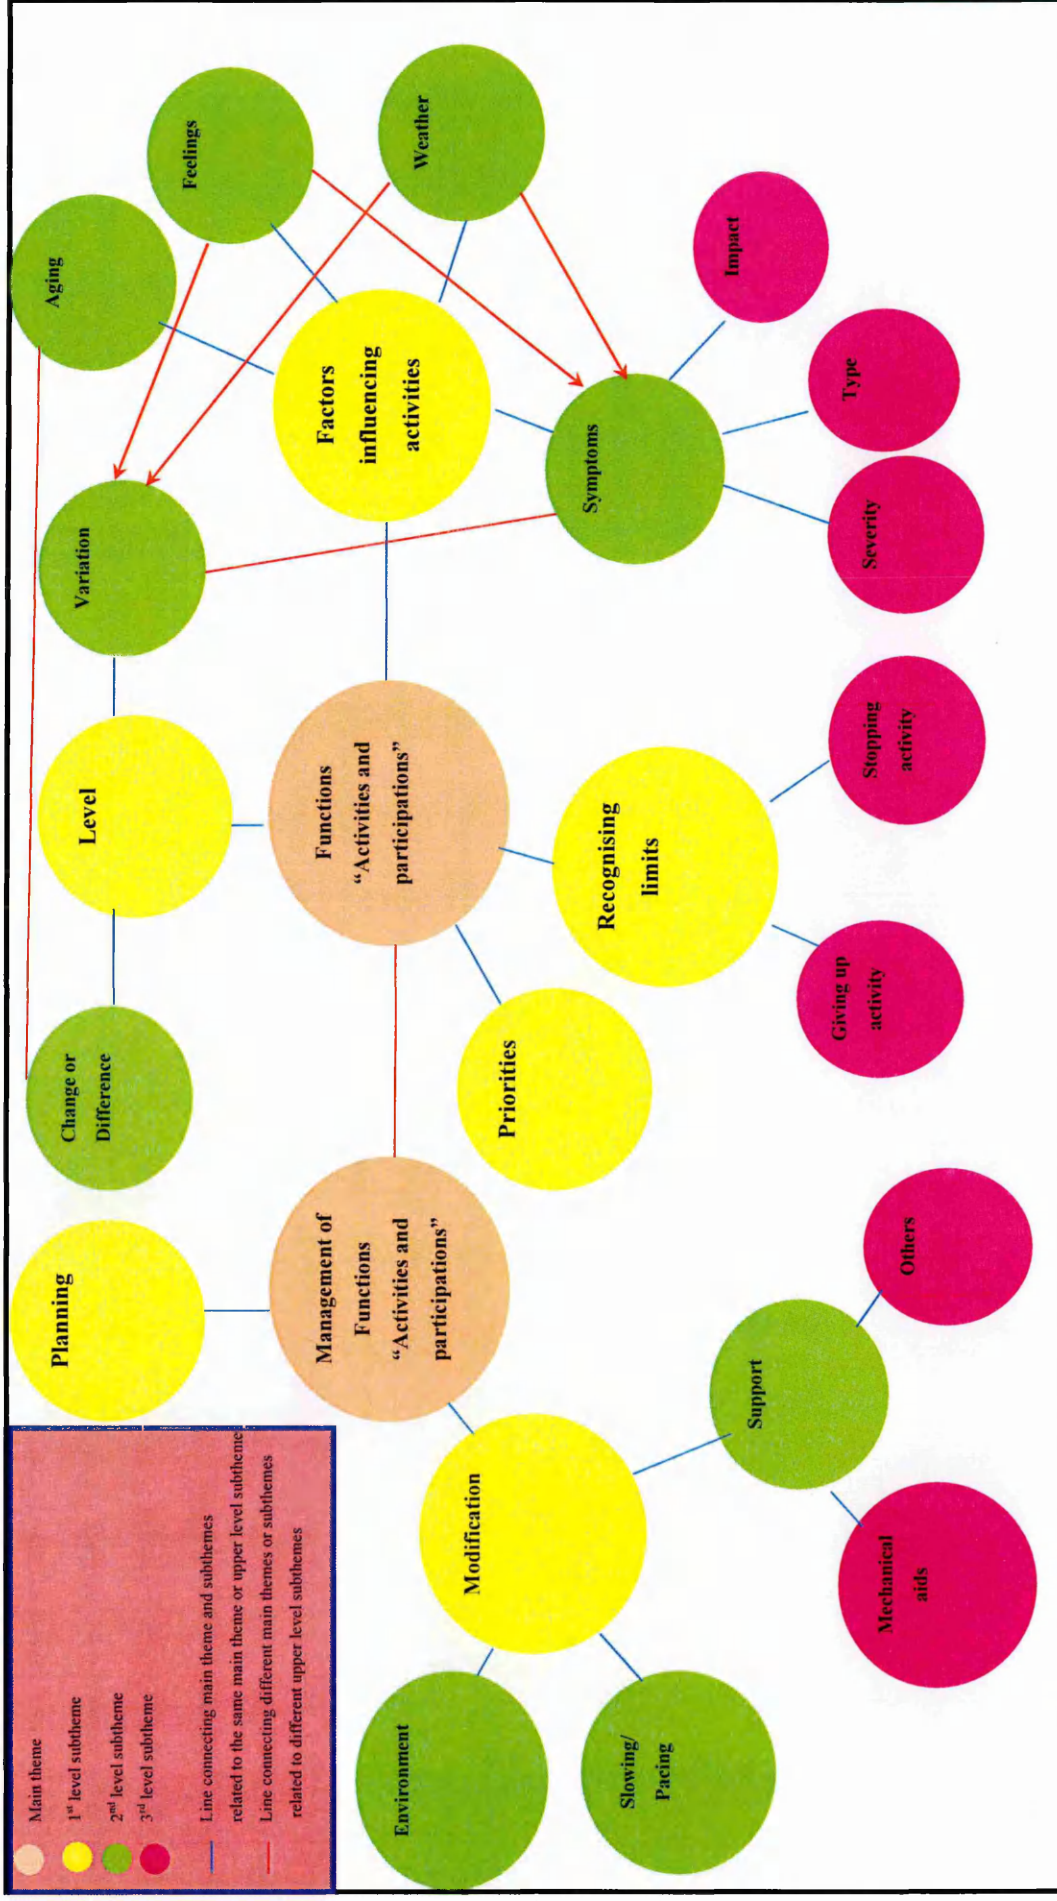 Main theme
1st level subtheme
2nd level subtheme
3rd level subtheme
Line connecting main theme and subthemes
related to the same main theme or upper level subtheme
Line connecting different main themes or subthemes
related to different upper level subthemes
Planning
Change or
Difference
Level
Variation
Aging
Feelings
Weather
Management of
Functions
“Activities and
participations”
Functions
“Activities and
participations”
Factors
influencing
activities
Environment
Modification
Slowing/
Pacing
Priorities
Recognising
limits
Symptoms
Support
Mechanical
aids
Others
Giving up
activity
Stopping
activity
Severity
Type
Impact